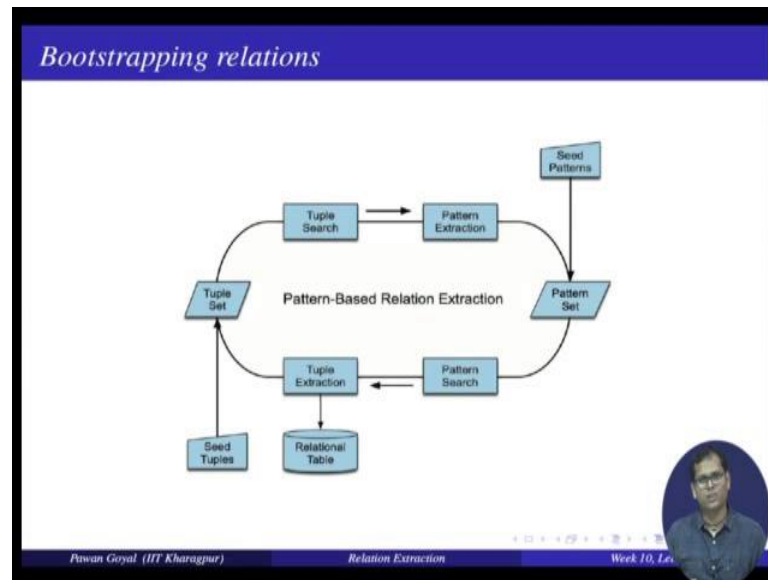 Bootstrapping relations
Seed
Patterns
Tuple
Search
Pattern
Extraction
Tuple
Set
Pattern-Based Relation Extraction
Pattern
Set
Tuple
Extraction
Pattern
Search
Seed
Tuples
Relational
Table
Pawan Goyal (IIT Kharagpur)
Relation Extraction
Week 10,